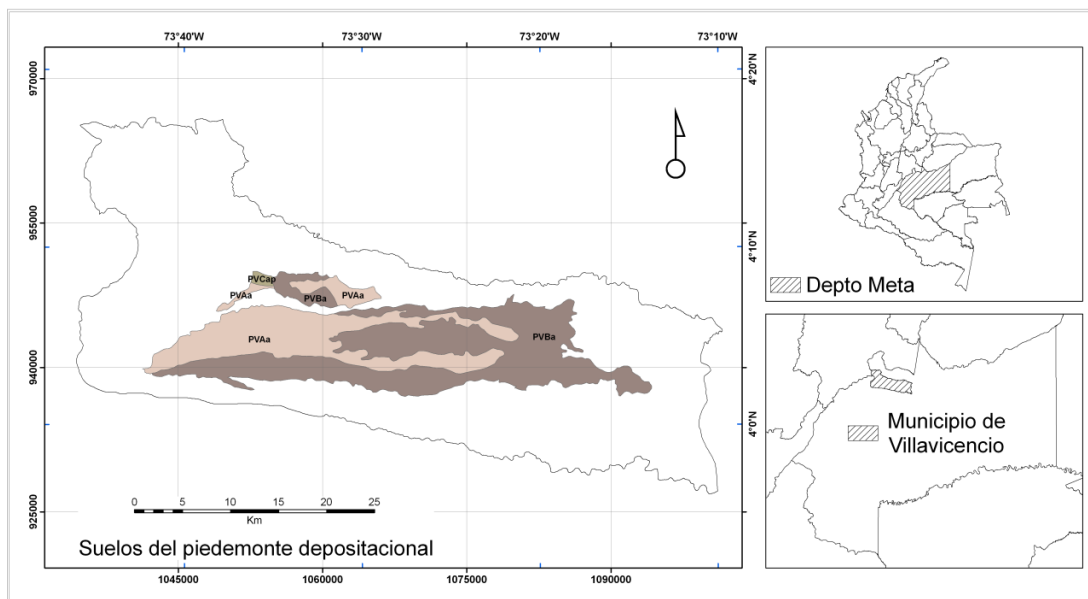 73°40'W
73°30'W
73°20'W
73°10'W
970000
955000
940000
925000
4°20'N
4°10'N
4°0'N
PVCap
PVAa
PVBa
PVAa
PVAa
PVBa
0 5 10 15 20 25
Km
Suelos del piedemonte depositacional
1045000
1060000
1075000
1090000
Depto Meta
Municipio de
Villavicencio